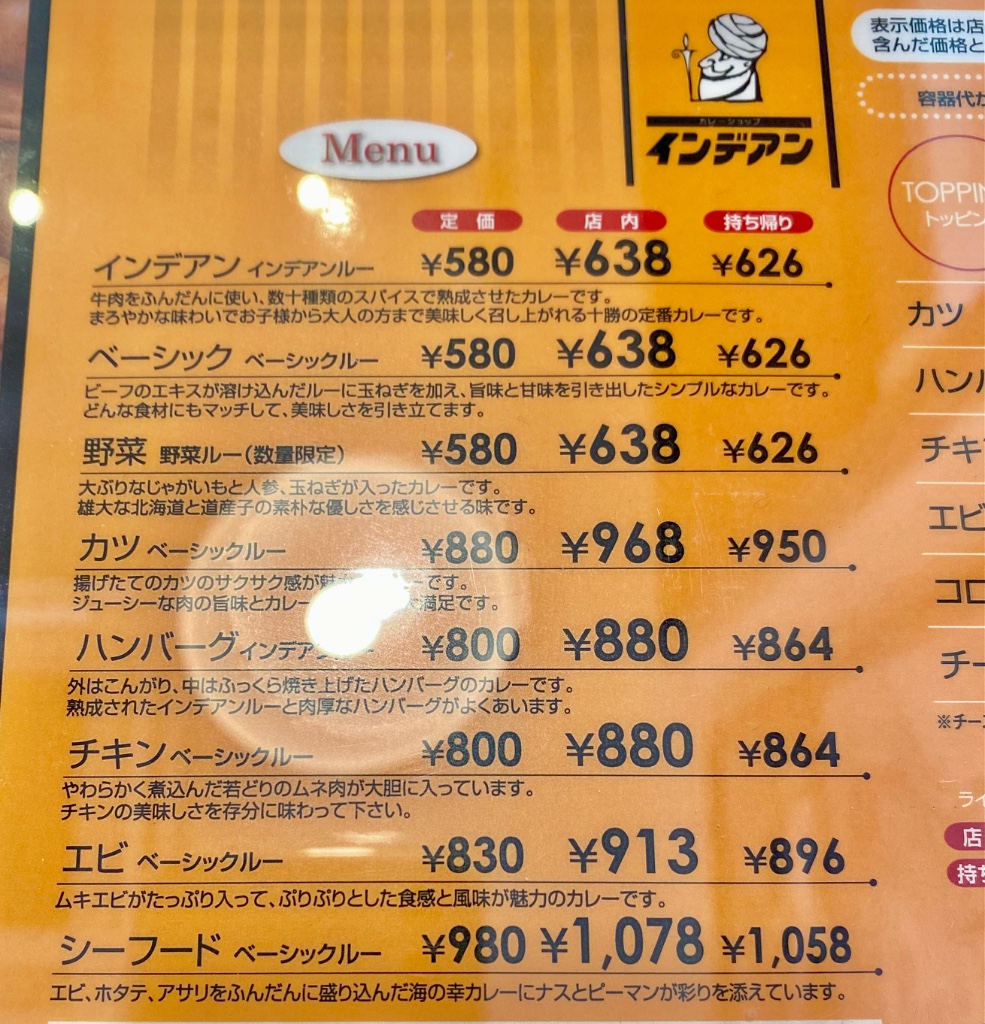 カレーショップ
インデアン
Menu
定価 店内 持ち帰り
インデアン インデアンルー ¥580 ¥638 ¥626
牛肉をふんだんに使い、数十種類のスパイスで熟成させたカレーです。
まろやかな味わいでお子様から大人の方まで美味しく召し上がれる十勝の定番カレーです。
ベーシック ベーシックルー ¥580 ¥638 ¥626
ビーフのエキスが溶け込んだルーに玉ねぎを加え、旨味と甘味を引き出したシンプルなカレーです。
どんな食材にもマッチして、美味しさを引き立てます。
野菜 野菜ルー(数量限定) ¥580 ¥638 ¥626
大ぶりなじゃがいもと人参、玉ねぎが入ったカレーです。
雄大な北海道と道産子の素朴な優しさを感じさせる味です。
カツ ベーシックルー ¥880 ¥968 ¥950
揚げたてのカツのサクサク感が です。
ジューシーな肉の旨味とカレー 満足です。
ハンバーグ インデアン ¥800 ¥880 ¥864
外はこんがり、中はふっくら焼き上げたハンバーグのカレーです。
熟成されたインデアンルーと肉厚なハンバーグがよくあいます。
チキン ベーシックルー ¥800 ¥880 ¥864
やわらかく煮込んだ若どりのムネ肉が大胆に入っています。
チキンの美味しさを存分に味わって下さい。
エビ ベーシックルー ¥830 ¥913 ¥896
ムキエビがたっぷり入って、ぷりぷりとした食感と風味が魅力のカレーです。
シーフード ベーシックルー ¥980 ¥1,078 ¥1,058
エビ、ホタテ、アサリをふんだんに盛り込んだ海の幸カレーにナスとピーマンが彩りを添えています。
表示価格は店
含んだ価格と
容器代が
TOPPIN
トッピン
カツ
ハン
チキ
エビ
コロ
チー
※チー
ライ
店
持ち